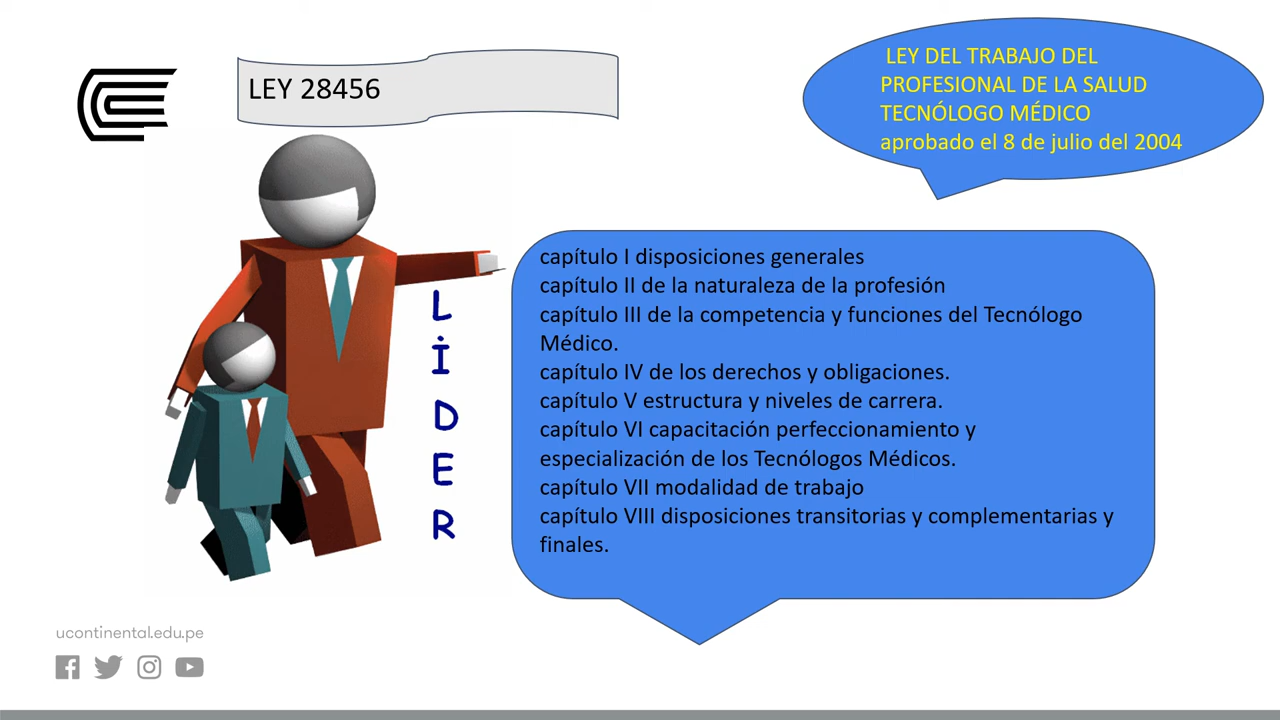 LEY 28456
LEY DEL TRABAJO DEL
PROFESIONAL DE LA SALUD
TECNÓLOGO MÉDICO
aprobado el 8 de julio del 2004
capítulo I disposiciones generales
capítulo II de la naturaleza de la profesión
capítulo III de la competencia y funciones del Tecnólogo
Médico.
capítulo IV de los derechos y obligaciones.
capítulo V estructura y niveles de carrera.
capítulo VI capacitación perfeccionamiento y
especialización de los Tecnólogos Médicos.
capítulo VII modalidad de trabajo
capítulo VIII disposiciones transitorias y complementarias y
finales.
L
İ
D
E
R
ucontinental.edu.pe